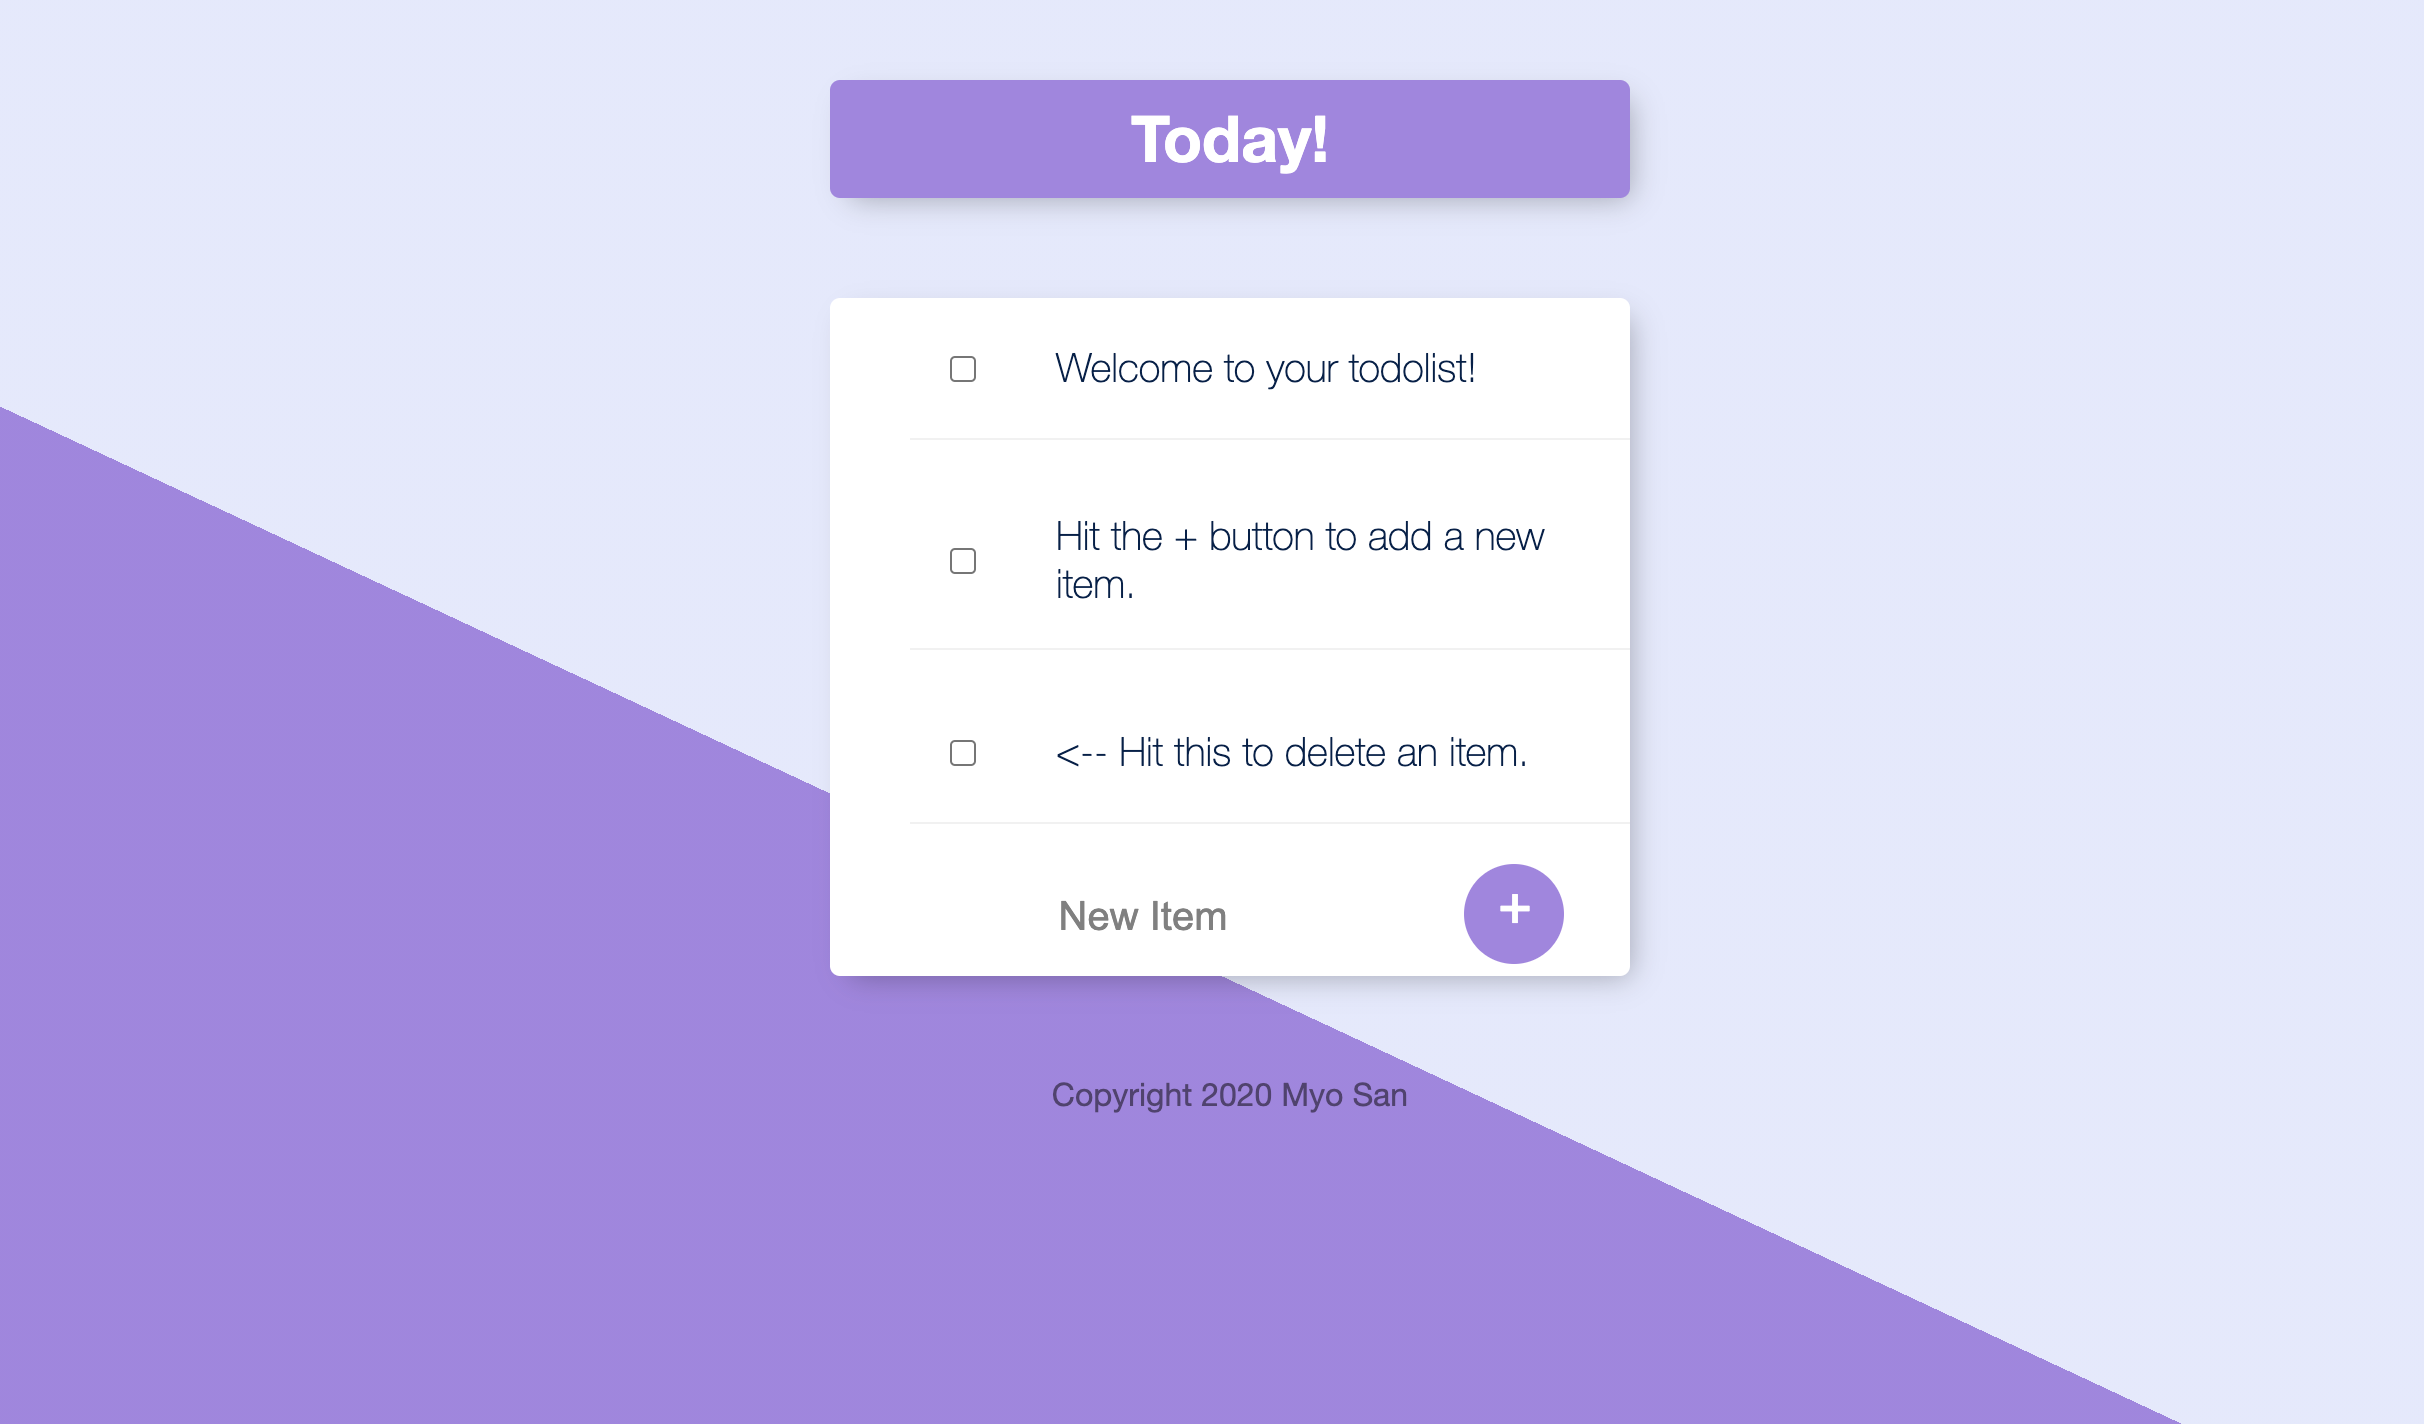 Today!
Welcome to your todolist!
Hit the + button to add a new
item.
<-- Hit this to delete an item.
New Item
+
Copyright 2020 Myo San